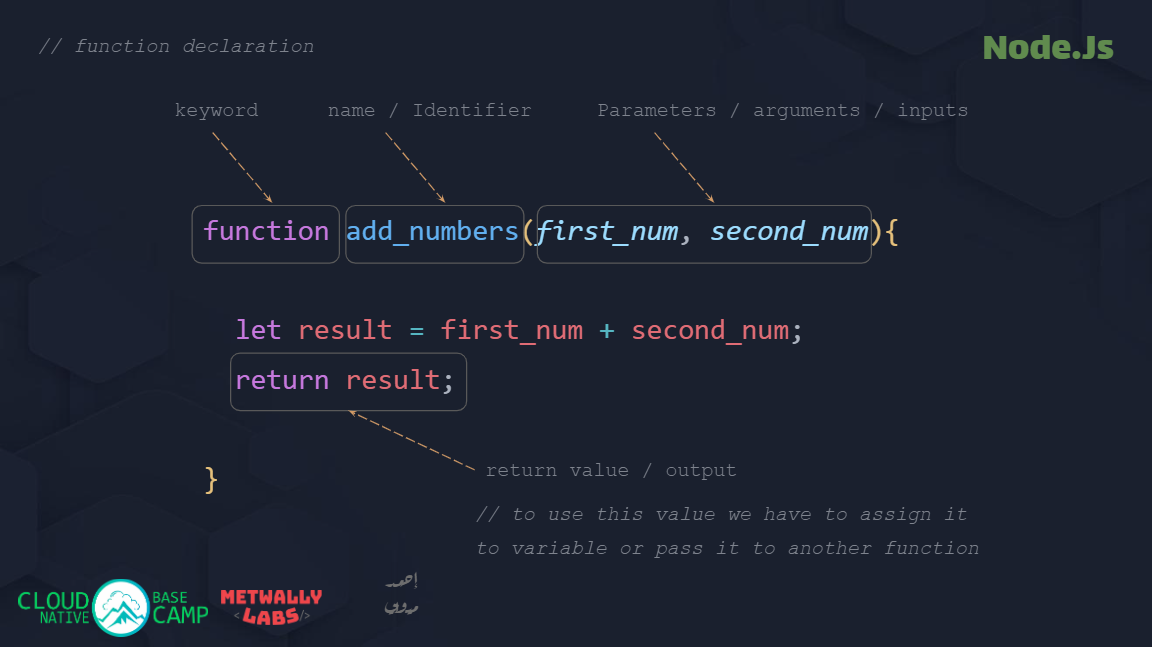 // function declaration
Node.Js
keyword
name / Identifier
Parameters / arguments / inputs
function add_numbers(first_num, second_num){
let result = first_num + second_num;
return result;
}
return value / output
// to use this value we have to assign it
to variable or pass it to another function
CLOUD NATIVE BASE CAMP
METWALLY
<LABS/>